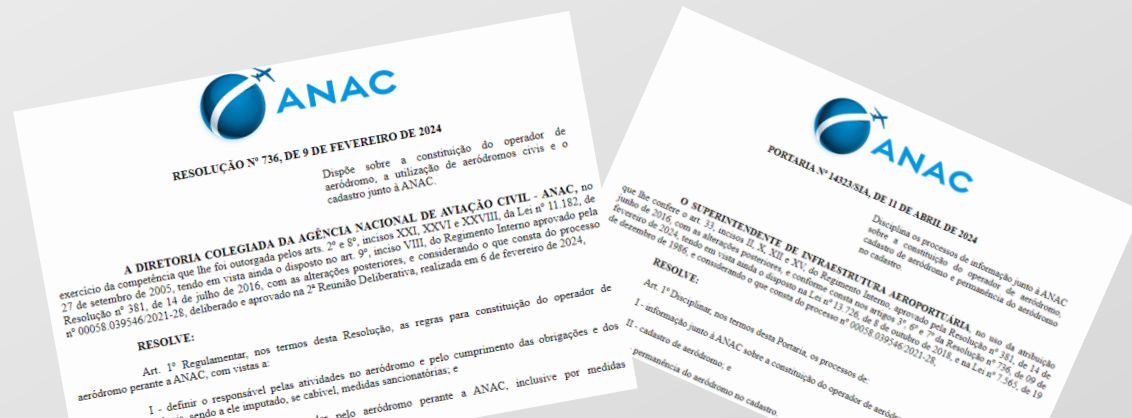 ANAC
RESOLUÇÃO Nº 736, DE 9 DE FEVEREIRO DE 2024
Dispõe sobre a constituição do operador de
aeródromo, a utilização de aeródromos civis e o
cadastro junto à ANAC.
A DIRETORIA COLEGIADA DA AGÊNCIA NACIONAL DE AVIAÇÃO CIVIL - ANAC, no
exercício da competência que lhe foi outorgada pelos arts. 2º e 8º, incisos XXI, XXVI e XXVIII, da Lei nº 11.182, de
27 de setembro de 2005, tendo em vista ainda o disposto no art. 9º, inciso VIII, do Regimento Interno aprovado pela
Resolução nº 381, de 14 de julho de 2016, com as alterações posteriores, e considerando o que consta do processo
nº 00058.039546/2021-28, deliberado e aprovado na 2ª Reunião Deliberativa, realizada em 6 de fevereiro de 2024,
RESOLVE:
Art. 1º Regulamentar, nos termos desta Resolução, as regras para constituição do operador de
aeródromo perante a ANAC, com vistas a:
I - definir o responsável pelas atividades no aeródromo e pelo cumprimento das obrigações e dos
sendo a ele imputado, se cabível, medidas sancionatórias; e
pelo aeródromo perante a ANAC, inclusive por medidas
ANAC
PORTARIA Nº 14323/SIA, DE 11 DE ABRIL DE 2024
Disciplina os processos de informação junto à ANAC
sobre a constituição do operador de aeródromo,
cadastro de aeródromo e permanência do aeródromo
no cadastro.
O SUPERINTENDENTE DE INFRAESTRUTURA AEROPORTUÁRIA, no uso da atribuição
que lhe confere o art. 33, incisos II, X, XII e XV, do Regimento Interno, aprovado pela Resolução nº 381, de 14 de
junho de 2016, com as alterações posteriores, e conforme consta nos artigos 3º, 6º e 7º da Resolução nº 736, de 09 de
fevereiro de 2024, tendo em vista ainda o disposto na Lei nº 13.726, de 8 de outubro de 2018, e na Lei nº 7.565, de 19
de dezembro de 1986, e considerando o que consta do processo nº 00058.039546/2021-28,
RESOLVE:
Art. 1º Disciplinar, nos termos desta Portaria, os processos de:
I - informação junto à ANAC sobre a constituição do operador de
II - cadastro de aeródromo; e
permanência do aeródromo no cadastro.